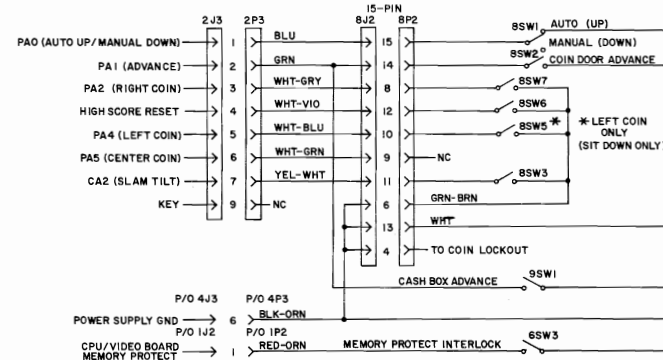 15-PIN
2J3 2P3 8J2 8P2
8SW1 AUTO (UP)
PA0 (AUTO UP/MANUAL DOWN) 1 BLU 15 MANUAL (DOWN)
8SW2 COIN DOOR ADVANCE
PA1 (ADVANCE) 2 GRN 14
PA2 (RIGHT COIN) 3 WHT-GRY 8 8SW7
HIGH SCORE RESET 4 WHT-VIO 12 8SW6
PA4 (LEFT COIN) 5 WHT-BLU 10 8SW5 * * LEFT COIN
ONLY
(SIT DOWN ONLY)
PA5 (CENTER COIN) 6 WHT-GRN 9 NC
CA2 (SLAM TILT) 7 YEL-WHT 11 8SW3
KEY 9 NC 6 GRN-BRN
13 WHT
4 TO COIN LOCKOUT
CASH BOX ADVANCE 9SW1
P/O 4J3 P/O 4P3
POWER SUPPLY GND 6 BLK-ORN
P/O 1J2 P/O 1P2
CPU/VIDEO BOARD
MEMORY PROTECT 1 RED-ORN MEMORY PROTECT INTERLOCK 6SW3